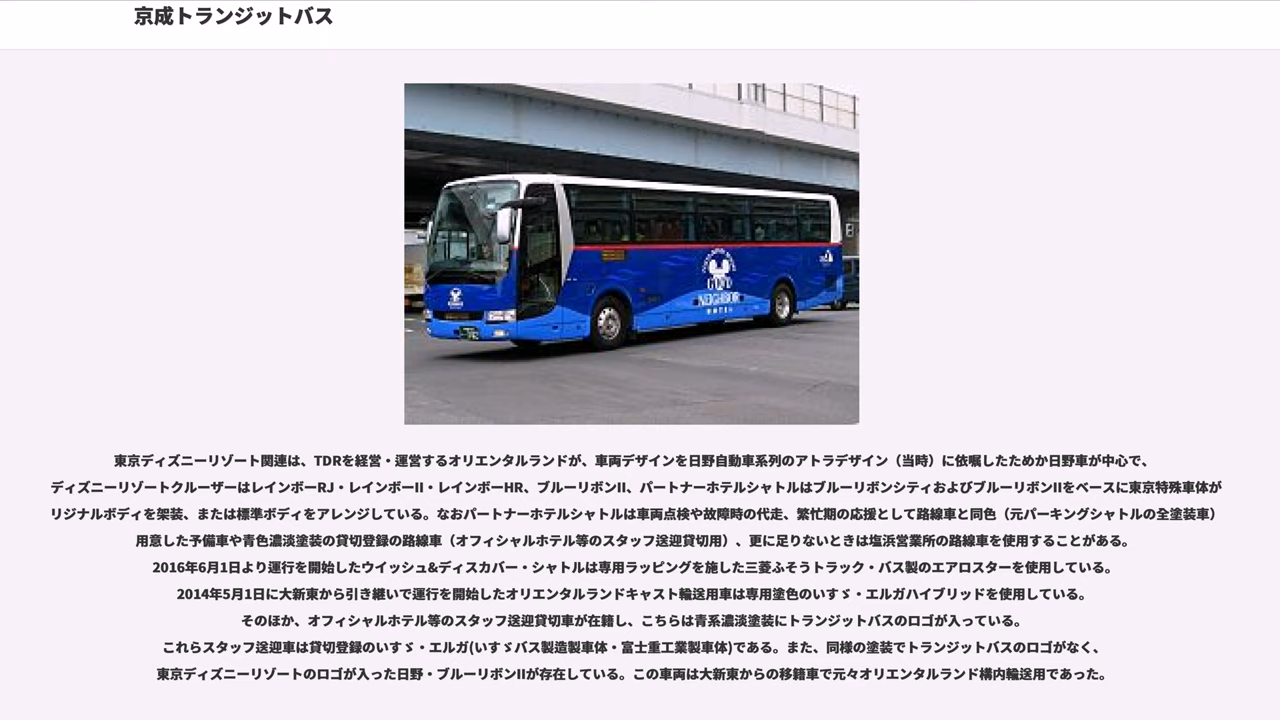 京成トランジットバス
GOOD
NEIGHBOR
HOTEL
東京ディズニーリゾート関連は、TDRを経営・運営するオリエンタルランドが、車両デザインを日野自動車系列のアトラデザイン（当時）に依嘱したためか日野車が中心で、
ディズニーリゾートクルーザーはレインボーRJ・レインボーII・レインボーHR、ブルーリボンII、パートナーホテルシャトルはブルーリボンシティおよびブルーリボンIIをベースに東京特殊車体が
リジナルボディを架装、または標準ボディをアレンジしている。なおパートナーホテルシャトルは車両点検や故障時の代走、繁忙期の応援として路線車と同色（元パーキングシャトルの全塗装車）
用意した予備車や青色濃淡塗装の貸切登録の路線車（オフィシャルホテル等のスタッフ送迎貸切用）、更に足りないときは塩浜営業所の路線車を使用することがある。
2016年6月1日より運行を開始したウイッシュ&ディスカバー・シャトルは専用ラッピングを施した三菱ふそうトラック・バス製のエアロスターを使用している。
2014年5月1日に大新東から引き継いで運行を開始したオリエンタルランドキャスト輸送用車は専用塗色のいすゞ・エルガハイブリッドを使用している。
そのほか、オフィシャルホテル等のスタッフ送迎貸切車が在籍し、こちらは青系濃淡塗装にトランジットバスのロゴが入っている。
これらスタッフ送迎車は貸切登録のいすゞ・エルガ(いすゞバス製造製車体・富士重工業製車体)である。また、同様の塗装でトランジットバスのロゴがなく、
東京ディズニーリゾートのロゴが入った日野・ブルーリボンIIが存在している。この車両は大新東からの移籍車で元々オリエンタルランド構内輸送用であった。